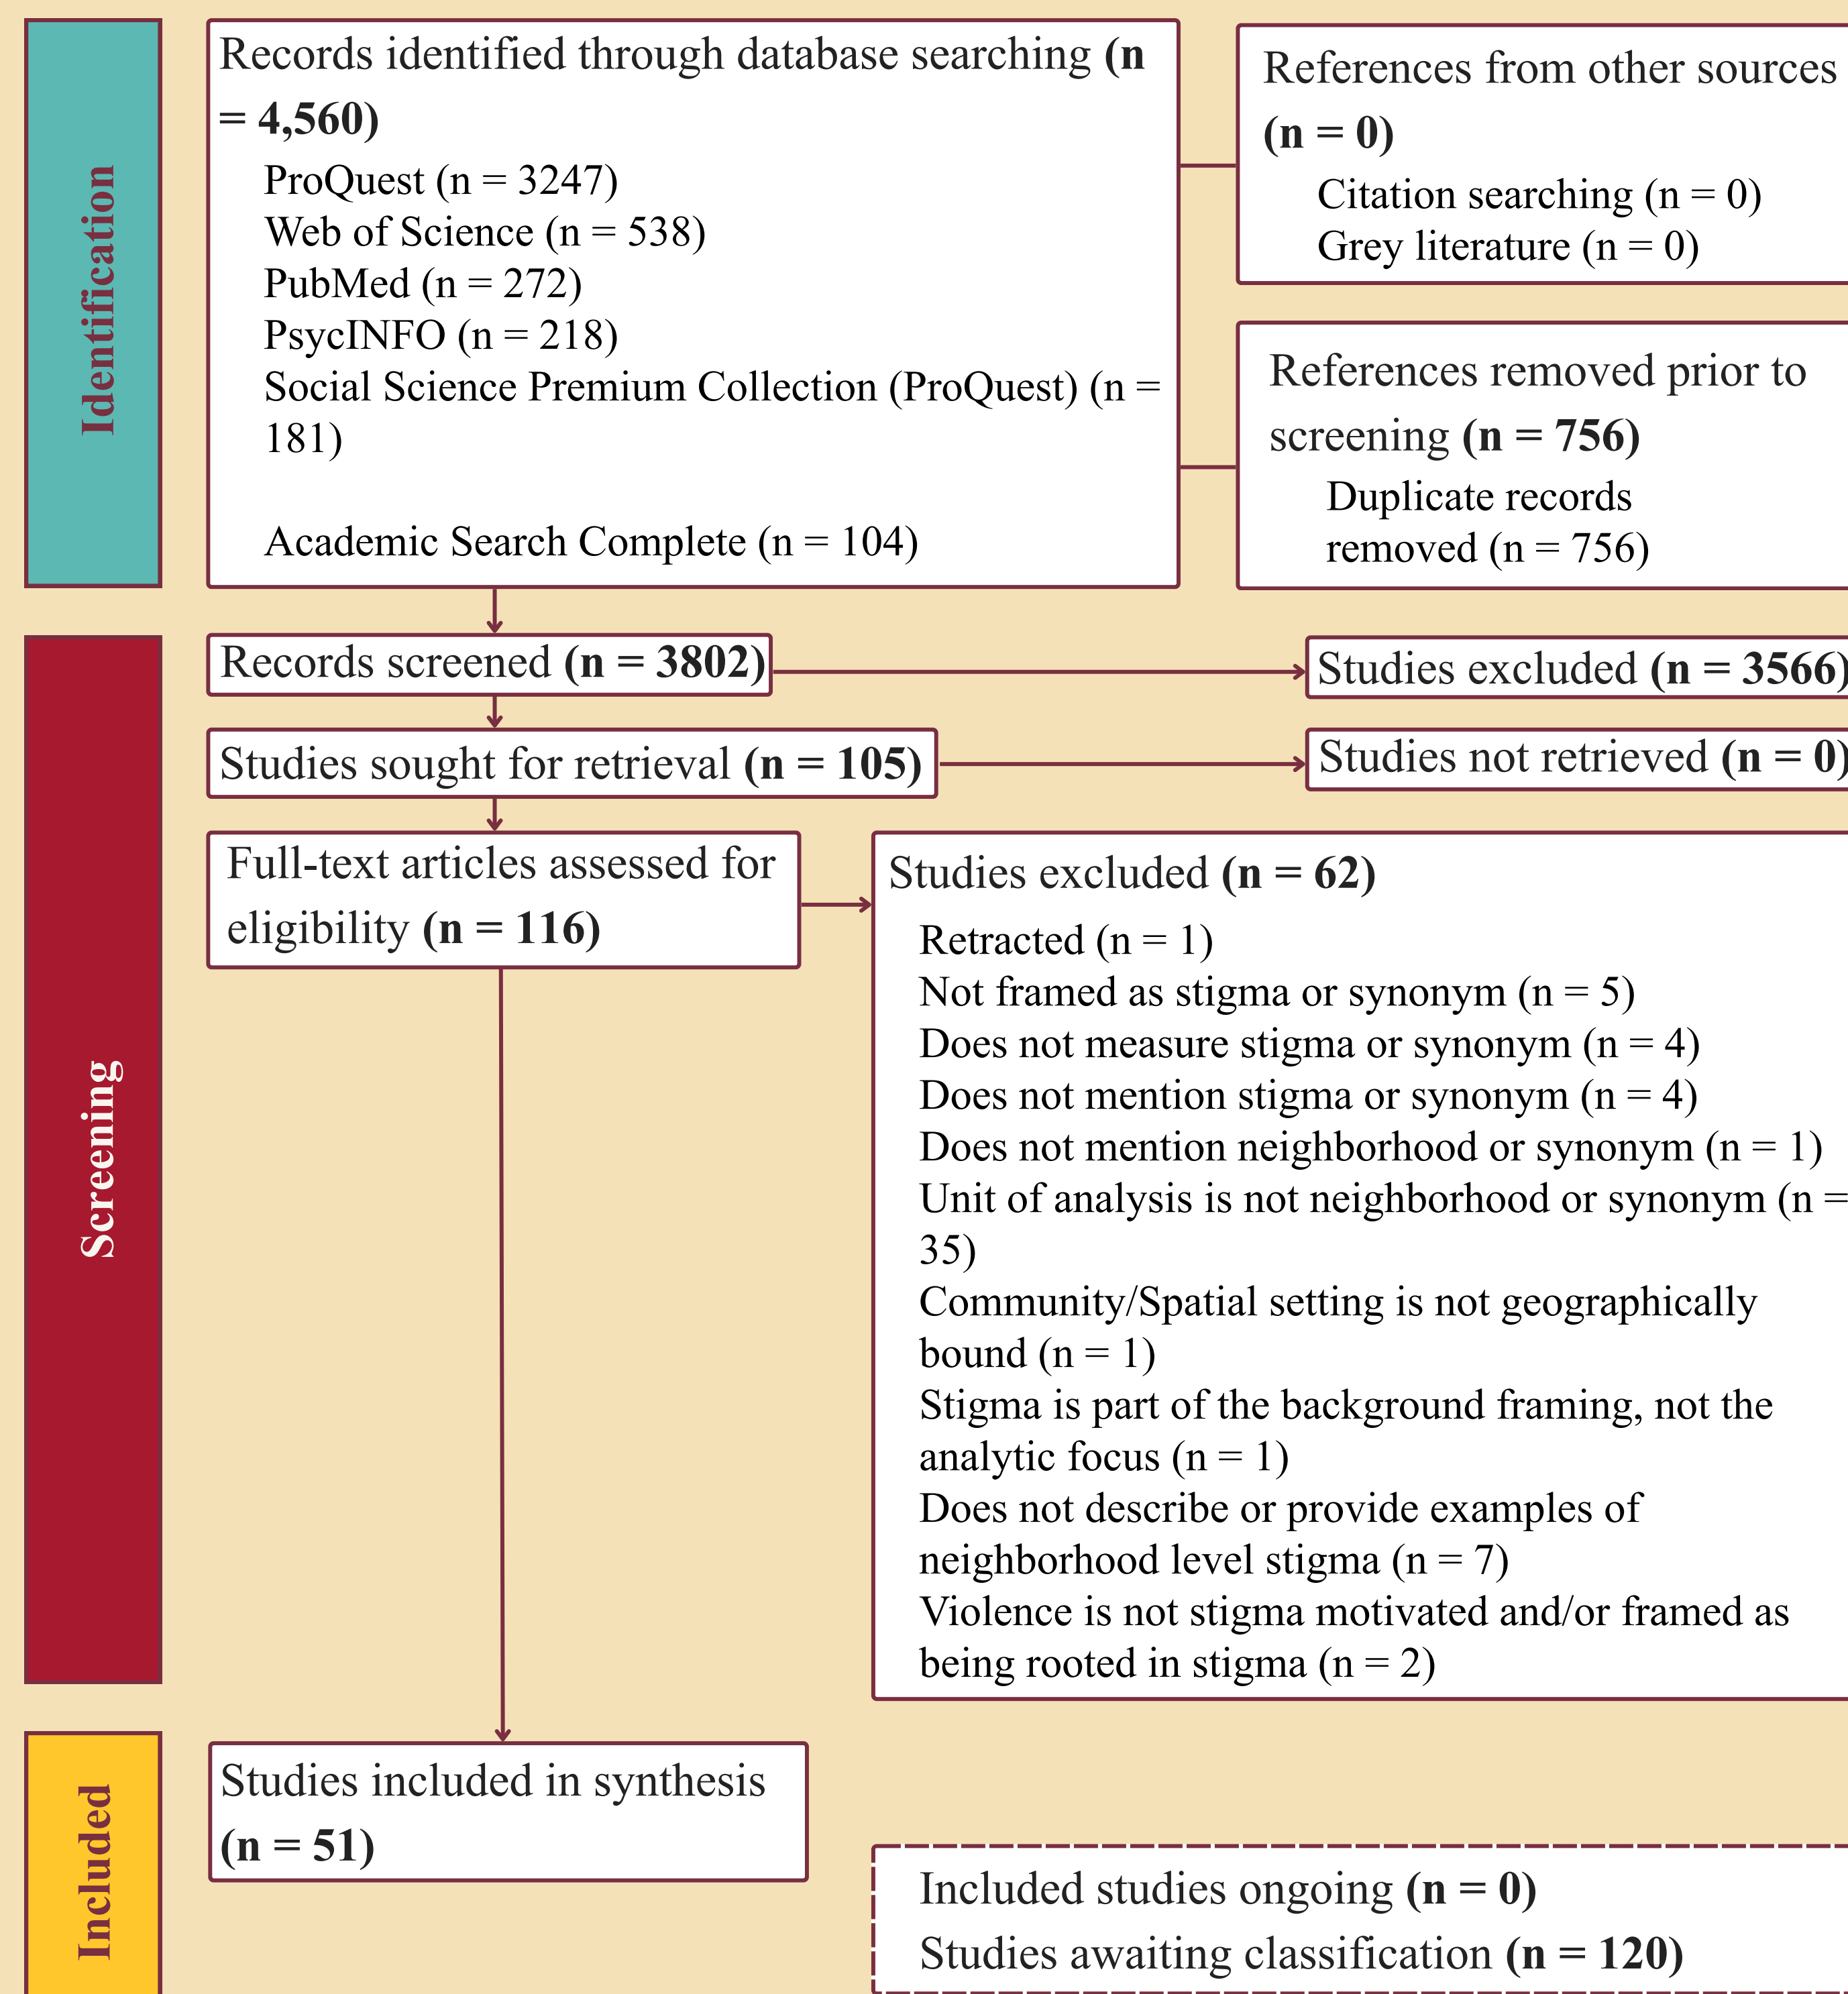 Identification
Records identified through database searching (n
= 4,560)
ProQuest (n = 3247)
Web of Science (n = 538)
PubMed (n = 272)
PsycINFO (n = 218)
Social Science Premium Collection (ProQuest) (n =
181)
Academic Search Complete (n = 104)
References from other sources
(n = 0)
Citation searching (n = 0)
Grey literature (n = 0)
References removed prior to
screening (n = 756)
Duplicate records
removed (n = 756)
Screening
Records screened (n = 3802)
Studies excluded (n = 3566)
Studies sought for retrieval (n = 105)
Studies not retrieved (n = 0)
Full-text articles assessed for
eligibility (n = 116)
Studies excluded (n = 62)
Retracted (n = 1)
Not framed as stigma or synonym (n = 5)
Does not measure stigma or synonym (n = 4)
Does not mention stigma or synonym (n = 4)
Does not mention neighborhood or synonym (n = 1)
Unit of analysis is not neighborhood or synonym (n =
35)
Community/Spatial setting is not geographically
bound (n = 1)
Stigma is part of the background framing, not the
analytic focus (n = 1)
Does not describe or provide examples of
neighborhood level stigma (n = 7)
Violence is not stigma motivated and/or framed as
being rooted in stigma (n = 2)
Included
Studies included in synthesis
(n = 51)
Included studies ongoing (n = 0)
Studies awaiting classification (n = 120)